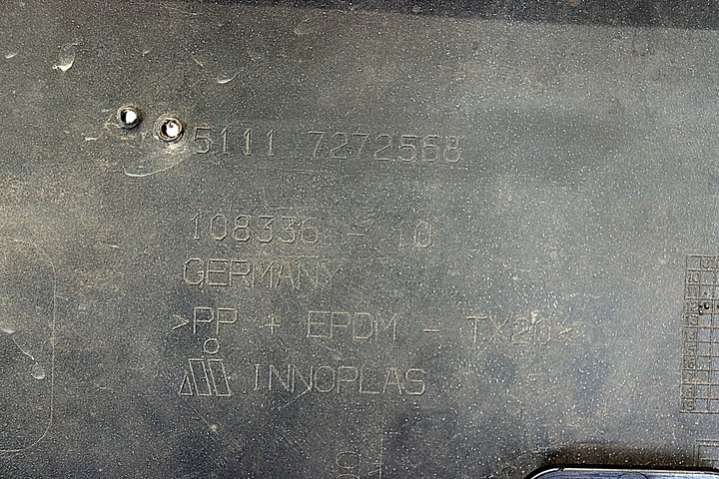 5111 7272568
108336 - 10
GERMANY
>PP + EPDM - TX20<
INNOPLAS